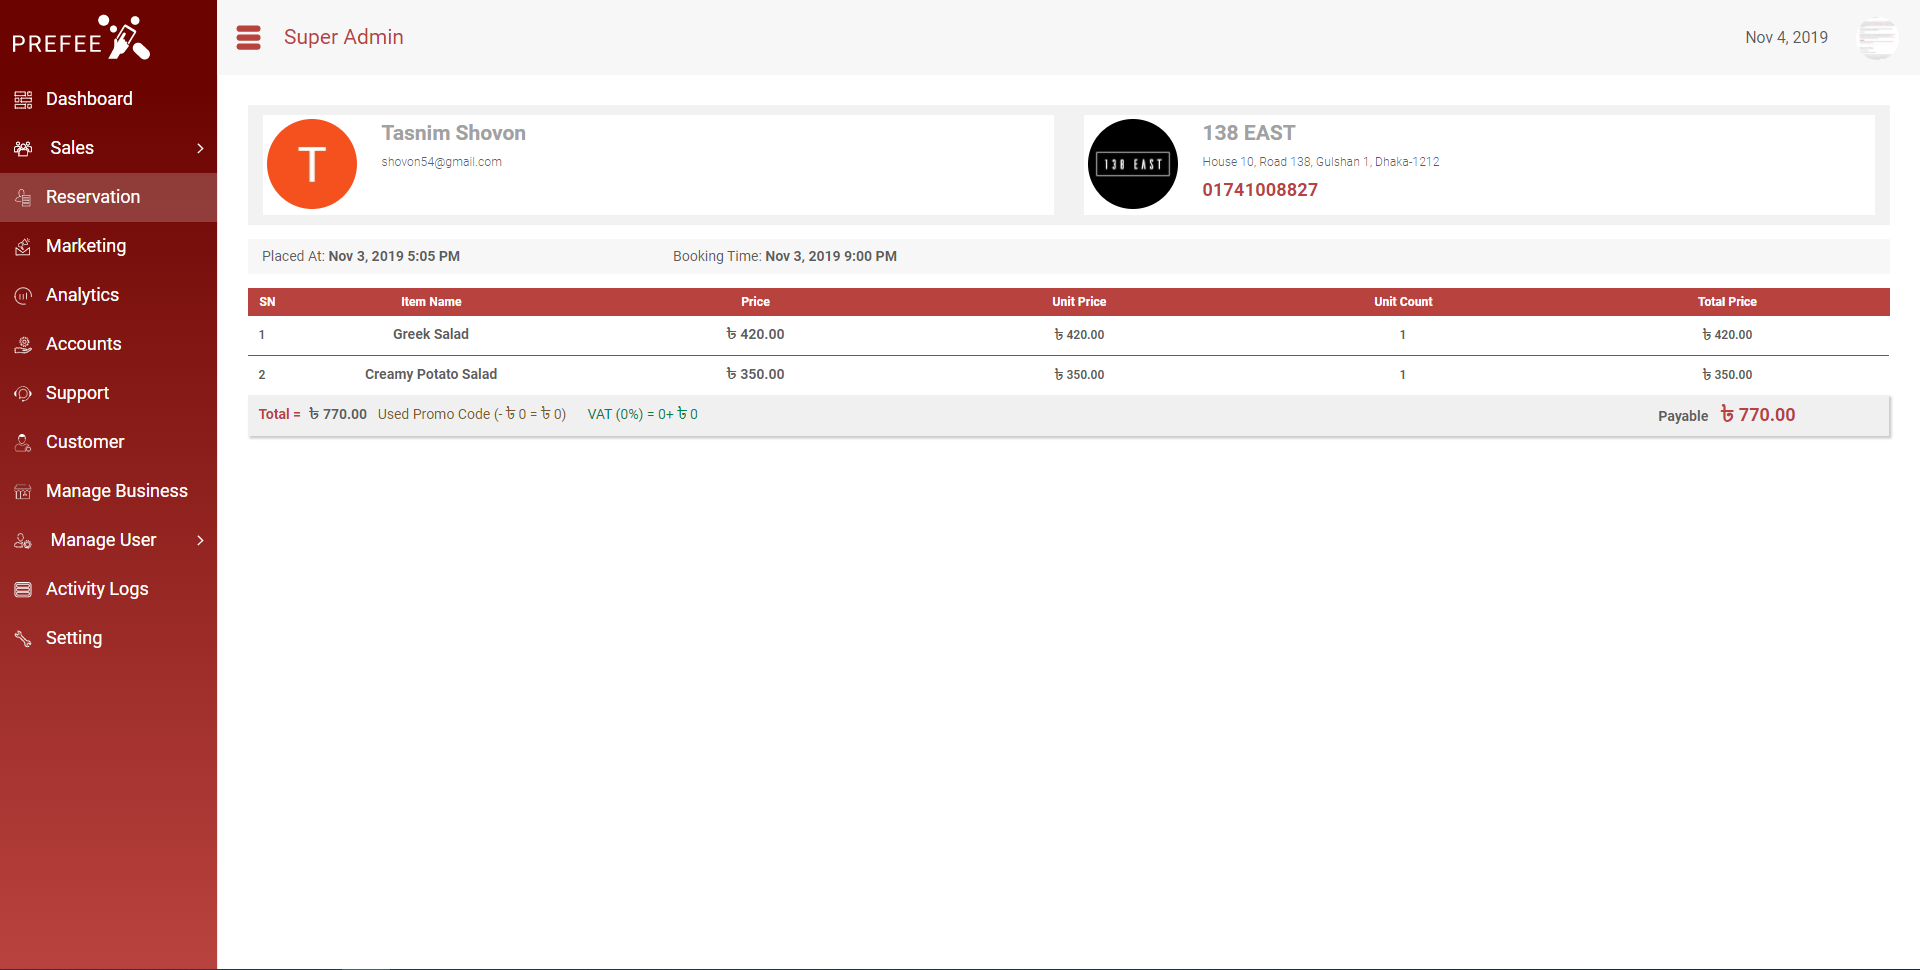 PREFEE
Super Admin
Nov 4, 2019
Dashboard
Sales
Reservation
Marketing
Analytics
Accounts
Support
Customer
Manage Business
Manage User
Activity Logs
Setting
T
Tasnim Shovon
shovon54@gmail.com
138 EAST
138 EAST
House 10, Road 138, Gulshan 1, Dhaka-1212
01741008827
Placed At: Nov 3, 2019 5:05 PM
Booking Time: Nov 3, 2019 9:00 PM
SN Item Name Price Unit Price Unit Count Total Price
1 Greek Salad ৳ 420.00 ৳ 420.00 1 ৳ 420.00
2 Creamy Potato Salad ৳ 350.00 ৳ 350.00 1 ৳ 350.00
Total = ৳ 770.00 Used Promo Code (- ৳ 0 = ৳ 0) VAT (0%) = 0+ ৳ 0 Payable ৳ 770.00